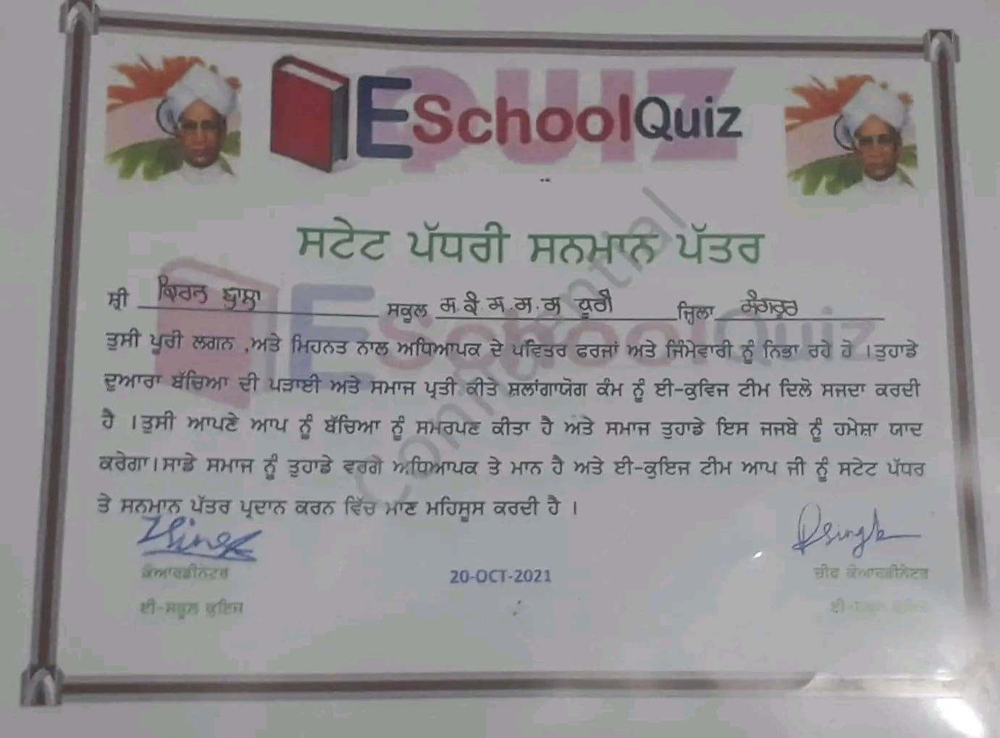 ESchoolQuiz
ਸਟੇਟ ਪੱਧਰੀ ਸਨਮਾਨ ਪੱਤਰ
ਸ਼੍ਰੀ ਕਿਰਨ ਬਾਲਾ ਸਕੂਲ ਸ.ਕੰ.ਸ.ਸ.ਸ ਧੂਰੀ ਜ਼ਿਲਾ ਸੰਗਰੂਰ
ਤੁਸੀ ਪੂਰੀ ਲਗਨ ,ਅਤੇ ਮਿਹਨਤ ਨਾਲ ਅਧਿਆਪਕ ਦੇ ਪਵਿਤਰ ਫਰਜਾਂ ਅਤੇ ਜਿੰਮੇਵਾਰੀ ਨੂੰ ਨਿਭਾ ਰਹੇ ਹੋ ।ਤੁਹਾਡੇ
ਦੁਆਰਾ ਬੱਚਿਆ ਦੀ ਪੜਾਈ ਅਤੇ ਸਮਾਜ ਪ੍ਰਤੀ ਕੀਤੇ ਸ਼ਲਾਂਗਾਯੋਗ ਕੰਮ ਨੂੰ ਈ-ਕੁਵਿਜ ਟੀਮ ਦਿਲੋ ਸਜਦਾ ਕਰਦੀ
ਹੈ ।ਤੁਸੀ ਆਪਣੇ ਆਪ ਨੂੰ ਬੱਚਿਆ ਨੂੰ ਸਮਰਪਣ ਕੀਤਾ ਹੈ ਅਤੇ ਸਮਾਜ ਤੁਹਾਡੇ ਇਸ ਜਜਬੇ ਨੂੰ ਹਮੇਸ਼ਾ ਯਾਦ
ਕਰੇਗਾ।ਸਾਡੇ ਸਮਾਜ ਨੂੰ ਤੁਹਾਡੇ ਵਰਗੇ ਅਧਿਆਪਕ ਤੇ ਮਾਨ ਹੈ ਅਤੇ ਈ-ਕੁਇਜ ਟੀਮ ਆਪ ਜੀ ਨੂੰ ਸਟੇਟ ਪੱਧਰ
ਤੇ ਸਨਮਾਨ ਪੱਤਰ ਪ੍ਰਦਾਨ ਕਰਨ ਵਿੱਚ ਮਾਣ ਮਹਿਸੂਸ ਕਰਦੀ ਹੈ ।
Confidential
ਕੋਆਰਡੀਨੇਟਰ
ਈ-ਸਕੂਲ ਕੁਇਜ
20-OCT-2021
ਚੀਫ ਕੋਆਰਡੀਨੇਟਰ
ਈ-ਸਕੂਲ ਕੁਇਜ